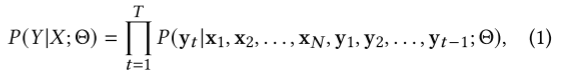 P(Y|X;Θ) = ∏_{t=1}^{T} P(y_t|x_1, x_2, . . . , x_N, y_1, y_2, . . . , y_{t−1};Θ), (1)